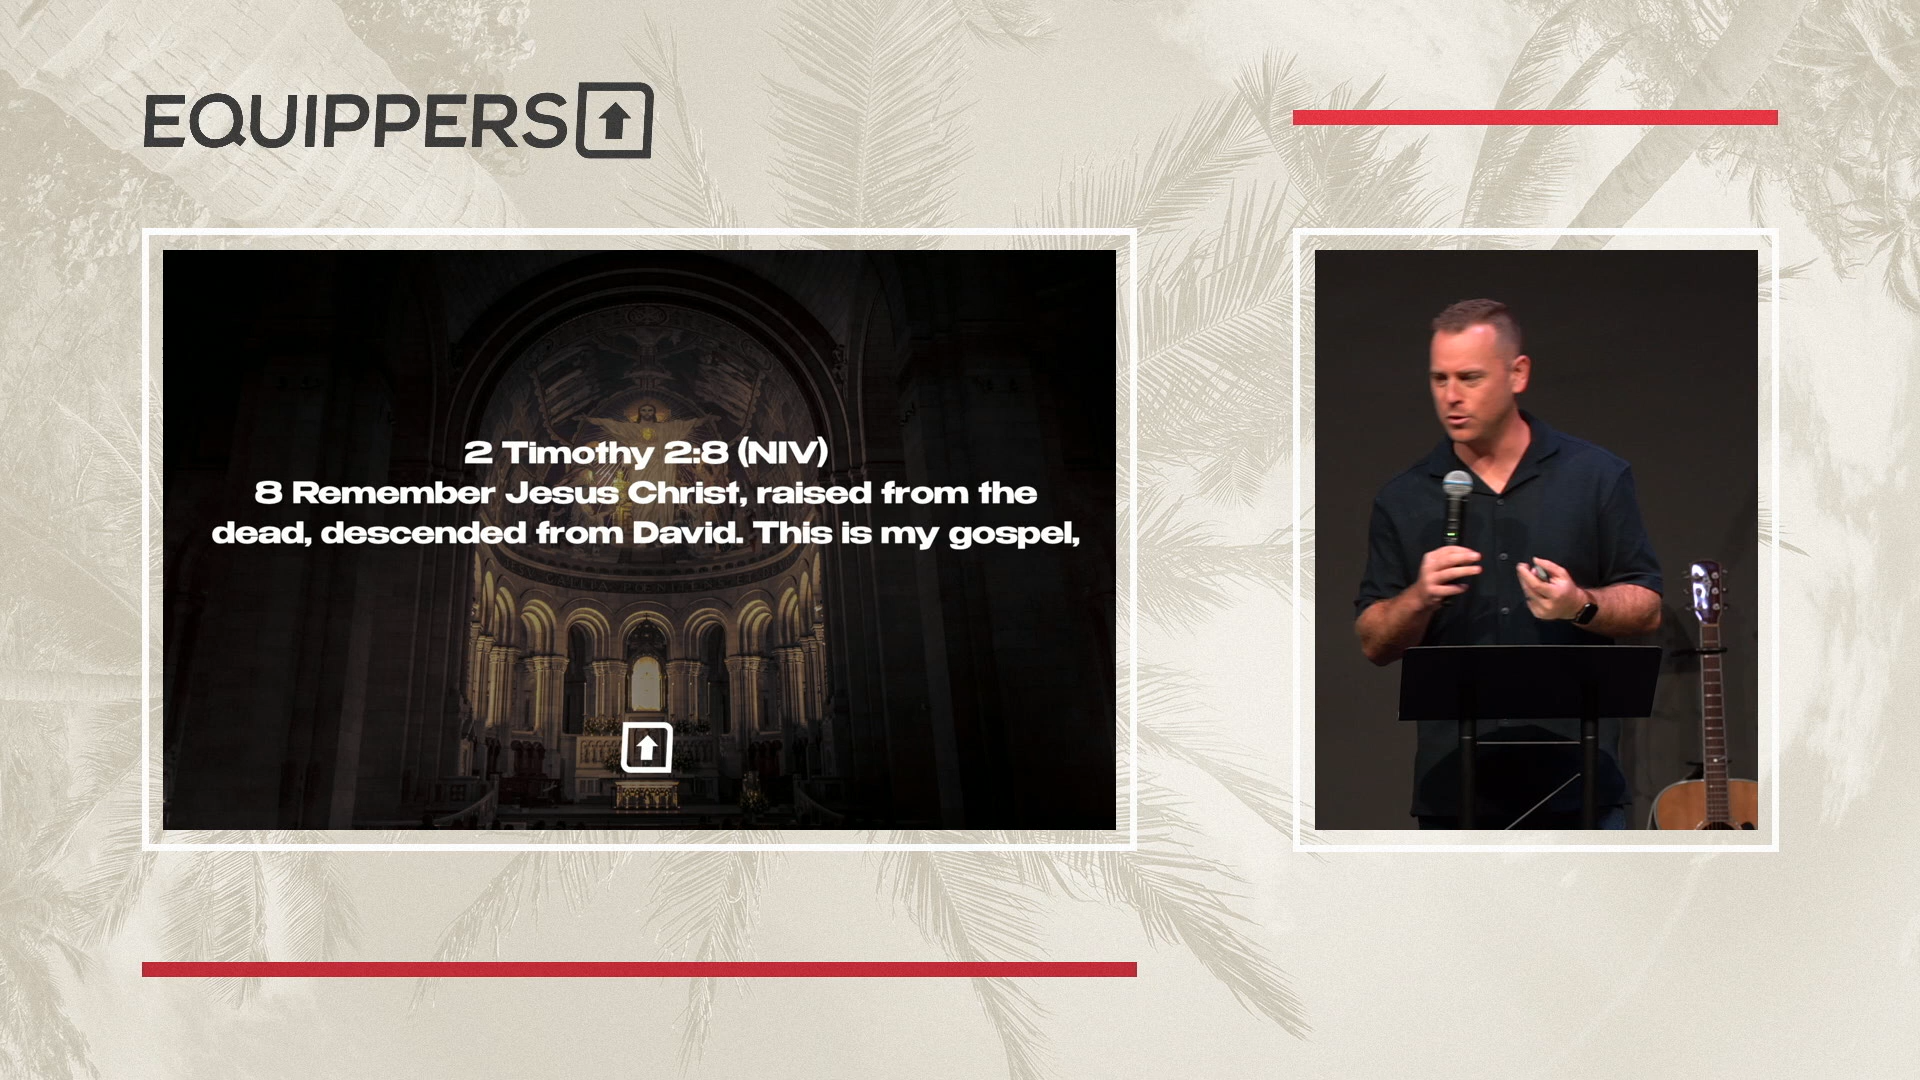 EQUIPPERS
2 Timothy 2:8 (NIV)
8 Remember Jesus Christ, raised from the
dead, descended from David. This is my gospel,